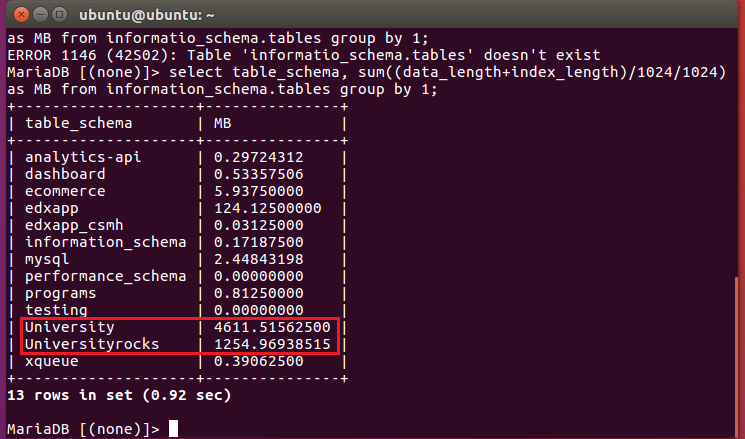 ubuntu@ubuntu: ~
as MB from informatio_schema.tables group by 1;
ERROR 1146 (42S02): Table 'informatio_schema.tables' doesn't exist
MariaDB [(none)]> select table_schema, sum((data_length+index_length)/1024/1024)
as MB from information_schema.tables group by 1;
+--------------------+---------------+
| table_schema       | MB            |
+--------------------+---------------+
| analytics-api      | 0.29724312    |
| dashboard          | 0.53357506    |
| ecommerce          | 5.93750000    |
| edxapp             | 124.12500000  |
| edxapp_csmh        | 0.03125000    |
| information_schema | 0.17187500    |
| mysql              | 2.44843198    |
| performance_schema | 0.00000000    |
| programs           | 0.81250000    |
| testing            | 0.00000000    |
| University         | 4611.51562500 |
| Universityrocks    | 1254.96938515 |
| xqueue             | 0.39062500    |
+--------------------+---------------+
13 rows in set (0.92 sec)
MariaDB [(none)]>